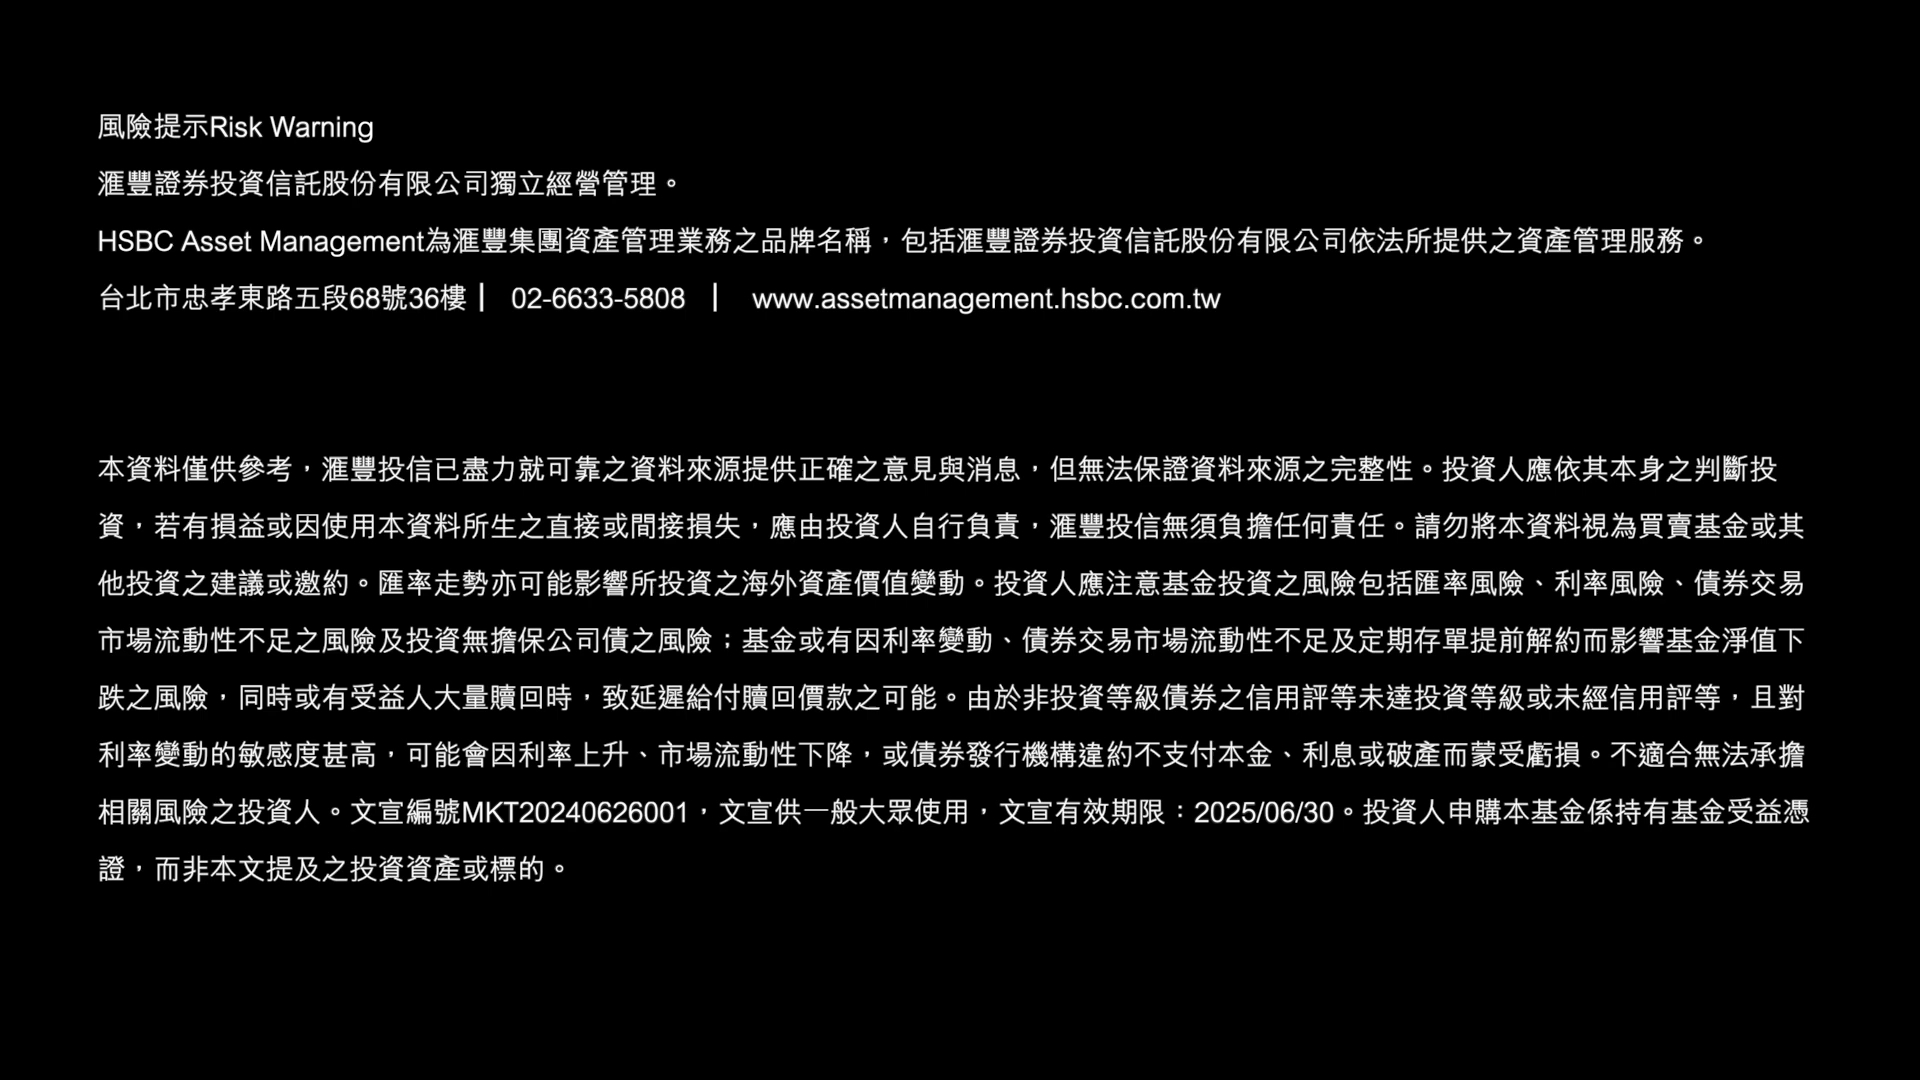 風險提示Risk Warning
滙豐證券投資信託股份有限公司獨立經營管理。
HSBC Asset Management為滙豐集團資產管理業務之品牌名稱，包括滙豐證券投資信託股份有限公司依法所提供之資產管理服務。
台北市忠孝東路五段68號36樓┃ 02-6633-5808 ┃ www.assetmanagement.hsbc.com.tw
本資料僅供參考，滙豐投信已盡力就可靠之資料來源提供正確之意見與消息，但無法保證資料來源之完整性。投資人應依其本身之判斷投
資，若有損益或因使用本資料所生之直接或間接損失，應由投資人自行負責，滙豐投信無須負擔任何責任。請勿將本資料視為買賣基金或其
他投資之建議或邀約。匯率走勢亦可能影響所投資之海外資產價值變動。投資人應注意基金投資之風險包括匯率風險、利率風險、債券交易
市場流動性不足之風險及投資無擔保公司債之風險；基金或有因利率變動、債券交易市場流動性不足及定期存單提前解約而影響基金淨值下
跌之風險，同時或有受益人大量贖回時，致延遲給付贖回價款之可能。由於非投資等級債券之信用評等未達投資等級或未經信用評等，且對
利率變動的敏感度甚高，可能會因利率上升、市場流動性下降，或債券發行機構違約不支付本金、利息或破產而蒙受虧損。不適合無法承擔
相關風險之投資人。文宣編號MKT20240626001，文宣供一般大眾使用，文宣有效期限：2025/06/30。投資人申購本基金係持有基金受益憑
證，而非本文提及之投資資產或標的。